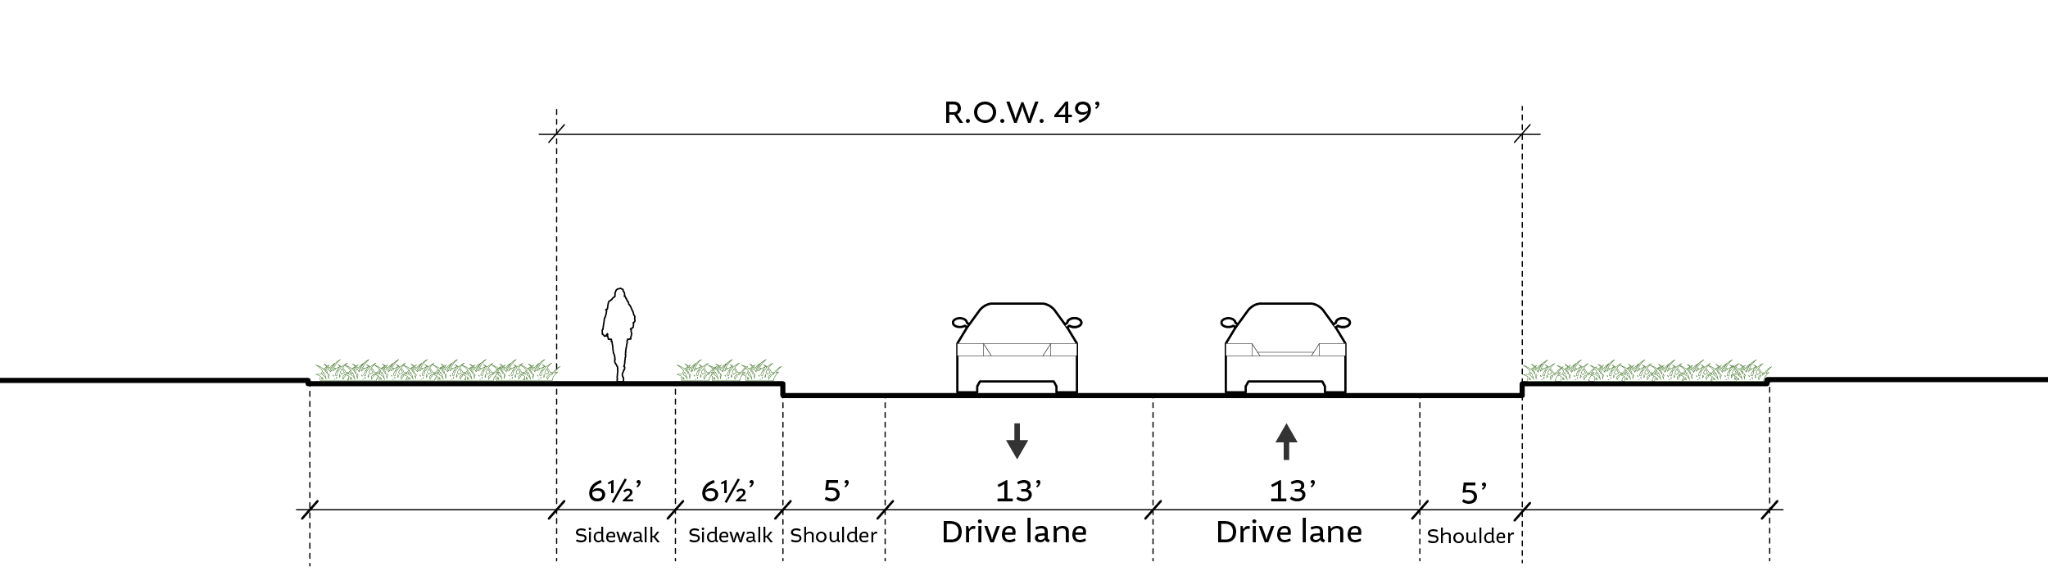 R.O.W. 49’
6½’ 6½’ 5’ 13’ 13’ 5’
Sidewalk Sidewalk Shoulder Drive lane Drive lane Shoulder